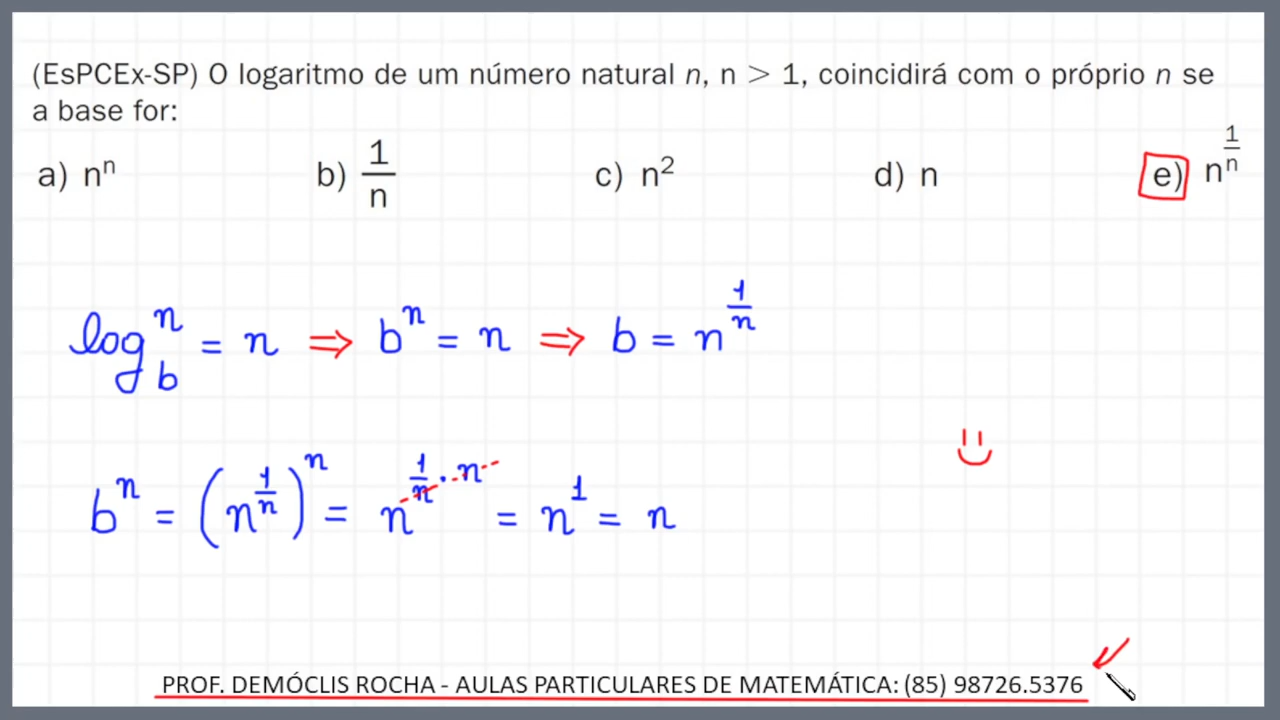 (EsPCEx-SP) O logaritmo de um número natural n, n > 1, coincidirá com o próprio n se
a base for:
a) nⁿ b) 1/n c) n² d) n e) n^(1/n)
log_b n = n ⇒ bⁿ = n ⇒ b = n^(1/n)
bⁿ = (n^(1/n))ⁿ = n^(1/n · n) = n¹ = n
PROF. DEMÓCLIS ROCHA - AULAS PARTICULARES DE MATEMÁTICA: (85) 98726.5376